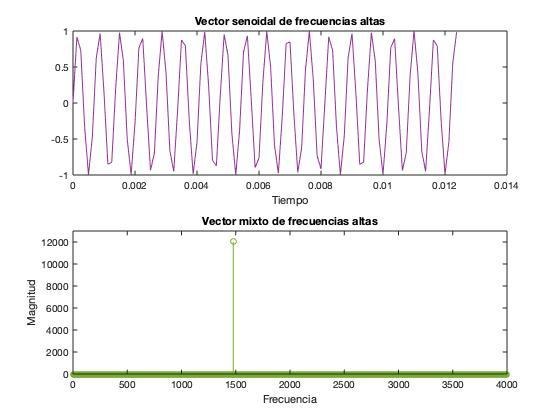 Vector senoidal de frecuencias altas
1
0.5
0
-0.5
-1
0 0.002 0.004 0.006 0.008 0.01 0.012 0.014
Tiempo
Vector mixto de frecuencias altas
12000
10000
8000
6000
4000
2000
0
Magnitud
0 500 1000 1500 2000 2500 3000 3500 4000
Frecuencia